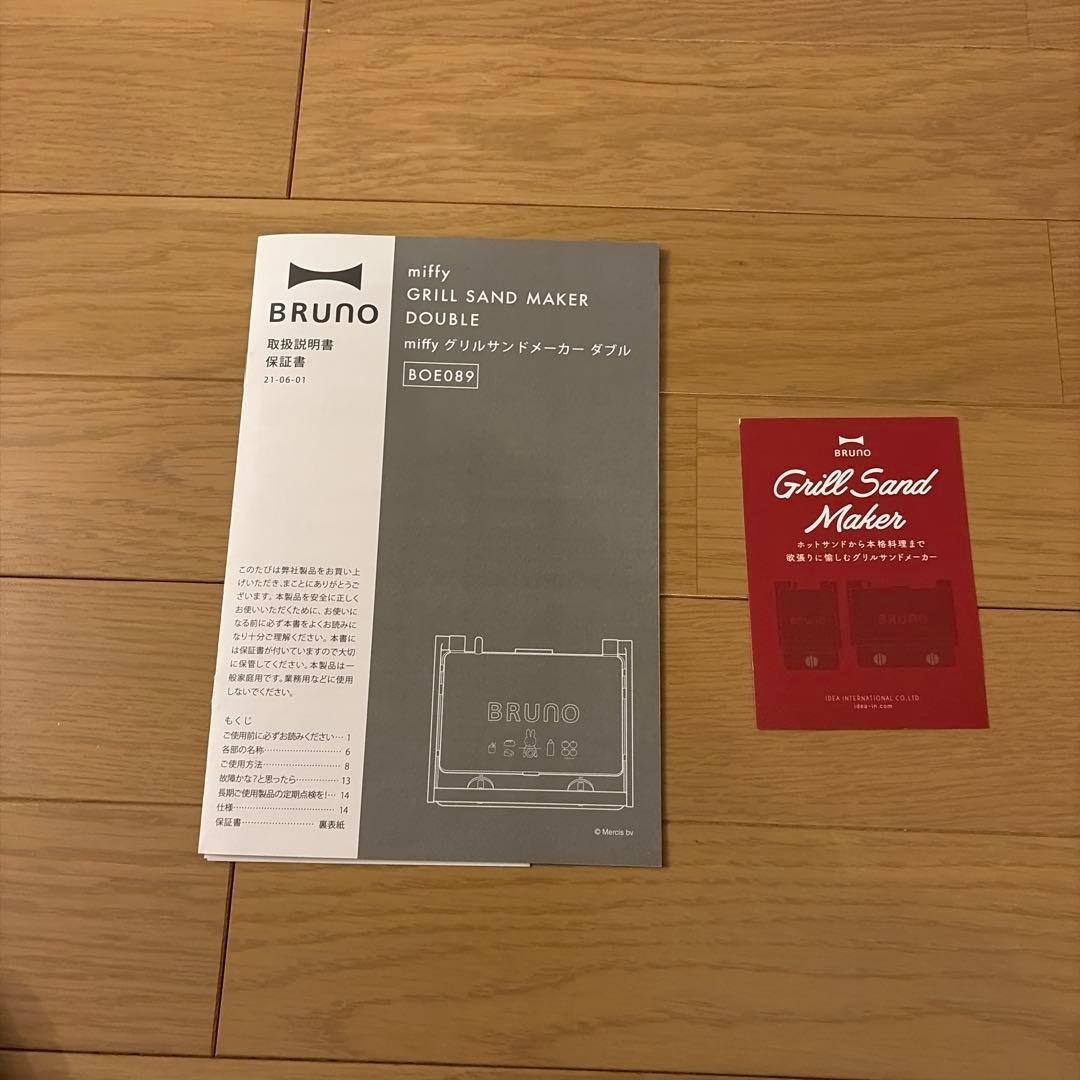 BRUNO
取扱説明書
保証書
21-06-01
このたびは弊社製品をお買い上
げいただき、まことにありがとうご
ざいます。本製品を安全に正しく
お使いいただくために、お使いに
なる前に必ず本書をよくお読みに
なり十分ご理解ください。本書に
は保証書が付いていますので大切
に保管してください。本製品は一
般家庭用です。業務用などに使用
しないでください。
もくじ
ご使用前に必ずお読みください… 1
各部の名称…………………… 6
ご使用方法…………………… 8
故障かな?と思ったら………… 13
長期ご使用製品の定期点検を!… 14
仕様…………………………… 14
保証書…………………… 裏表紙
miffy
GRILL SAND MAKER
DOUBLE
miffy グリルサンドメーカー ダブル
BOE089
BRUNO
© Mercis bv
BRUNO
Grill Sand
Maker
ホットサンドから本格料理まで
欲張りに愉しむグリルサンドメーカー
BRUNO
BRUNO
IDEA INTERNATIONAL CO.,LTD.
idea-in.com